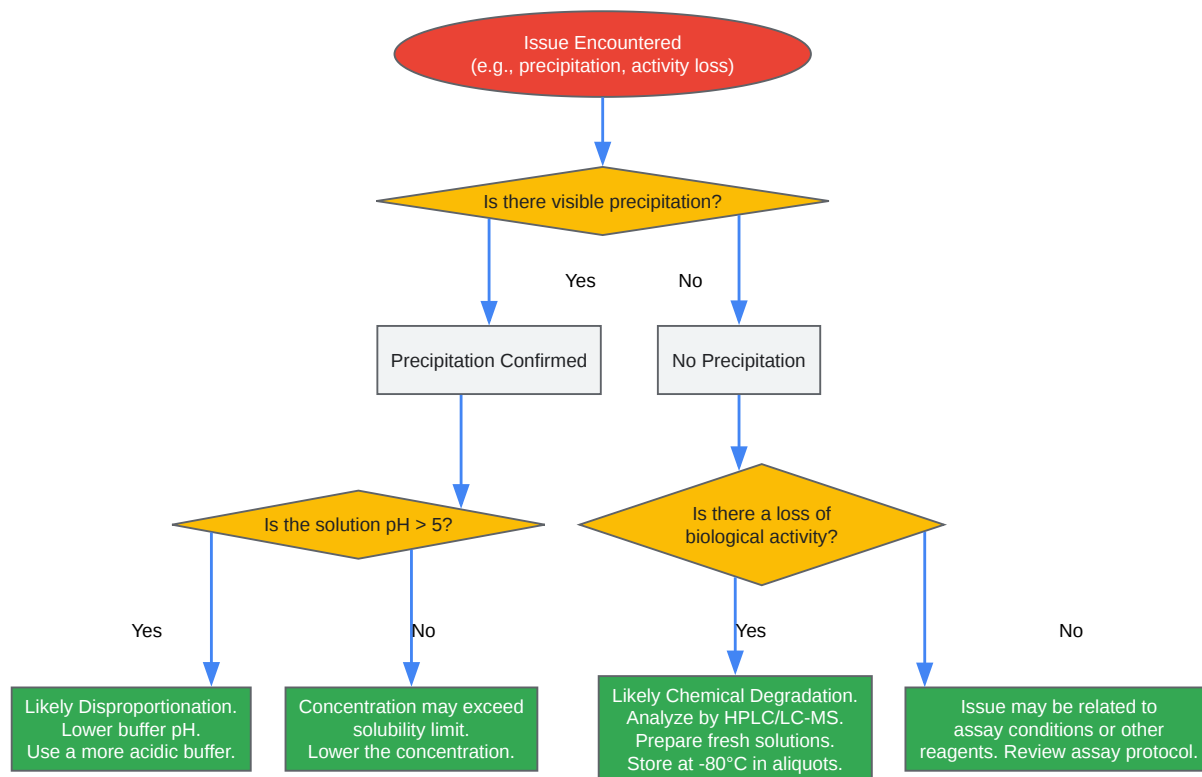 Issue Encountered
(e.g., precipitation, activity loss)
Is there visible precipitation?
Yes
No
Precipitation Confirmed
No Precipitation
Is the solution pH > 5?
Is there a loss of
biological activity?
Yes
No
Yes
No
Likely Disproportionation.
Lower buffer pH.
Use a more acidic buffer.
Concentration may exceed
solubility limit.
Lower the concentration.
Likely Chemical Degradation.
Analyze by HPLC/LC-MS.
Prepare fresh solutions.
Store at -80°C in aliquots.
Issue may be related to
assay conditions or other
reagents. Review assay protocol.